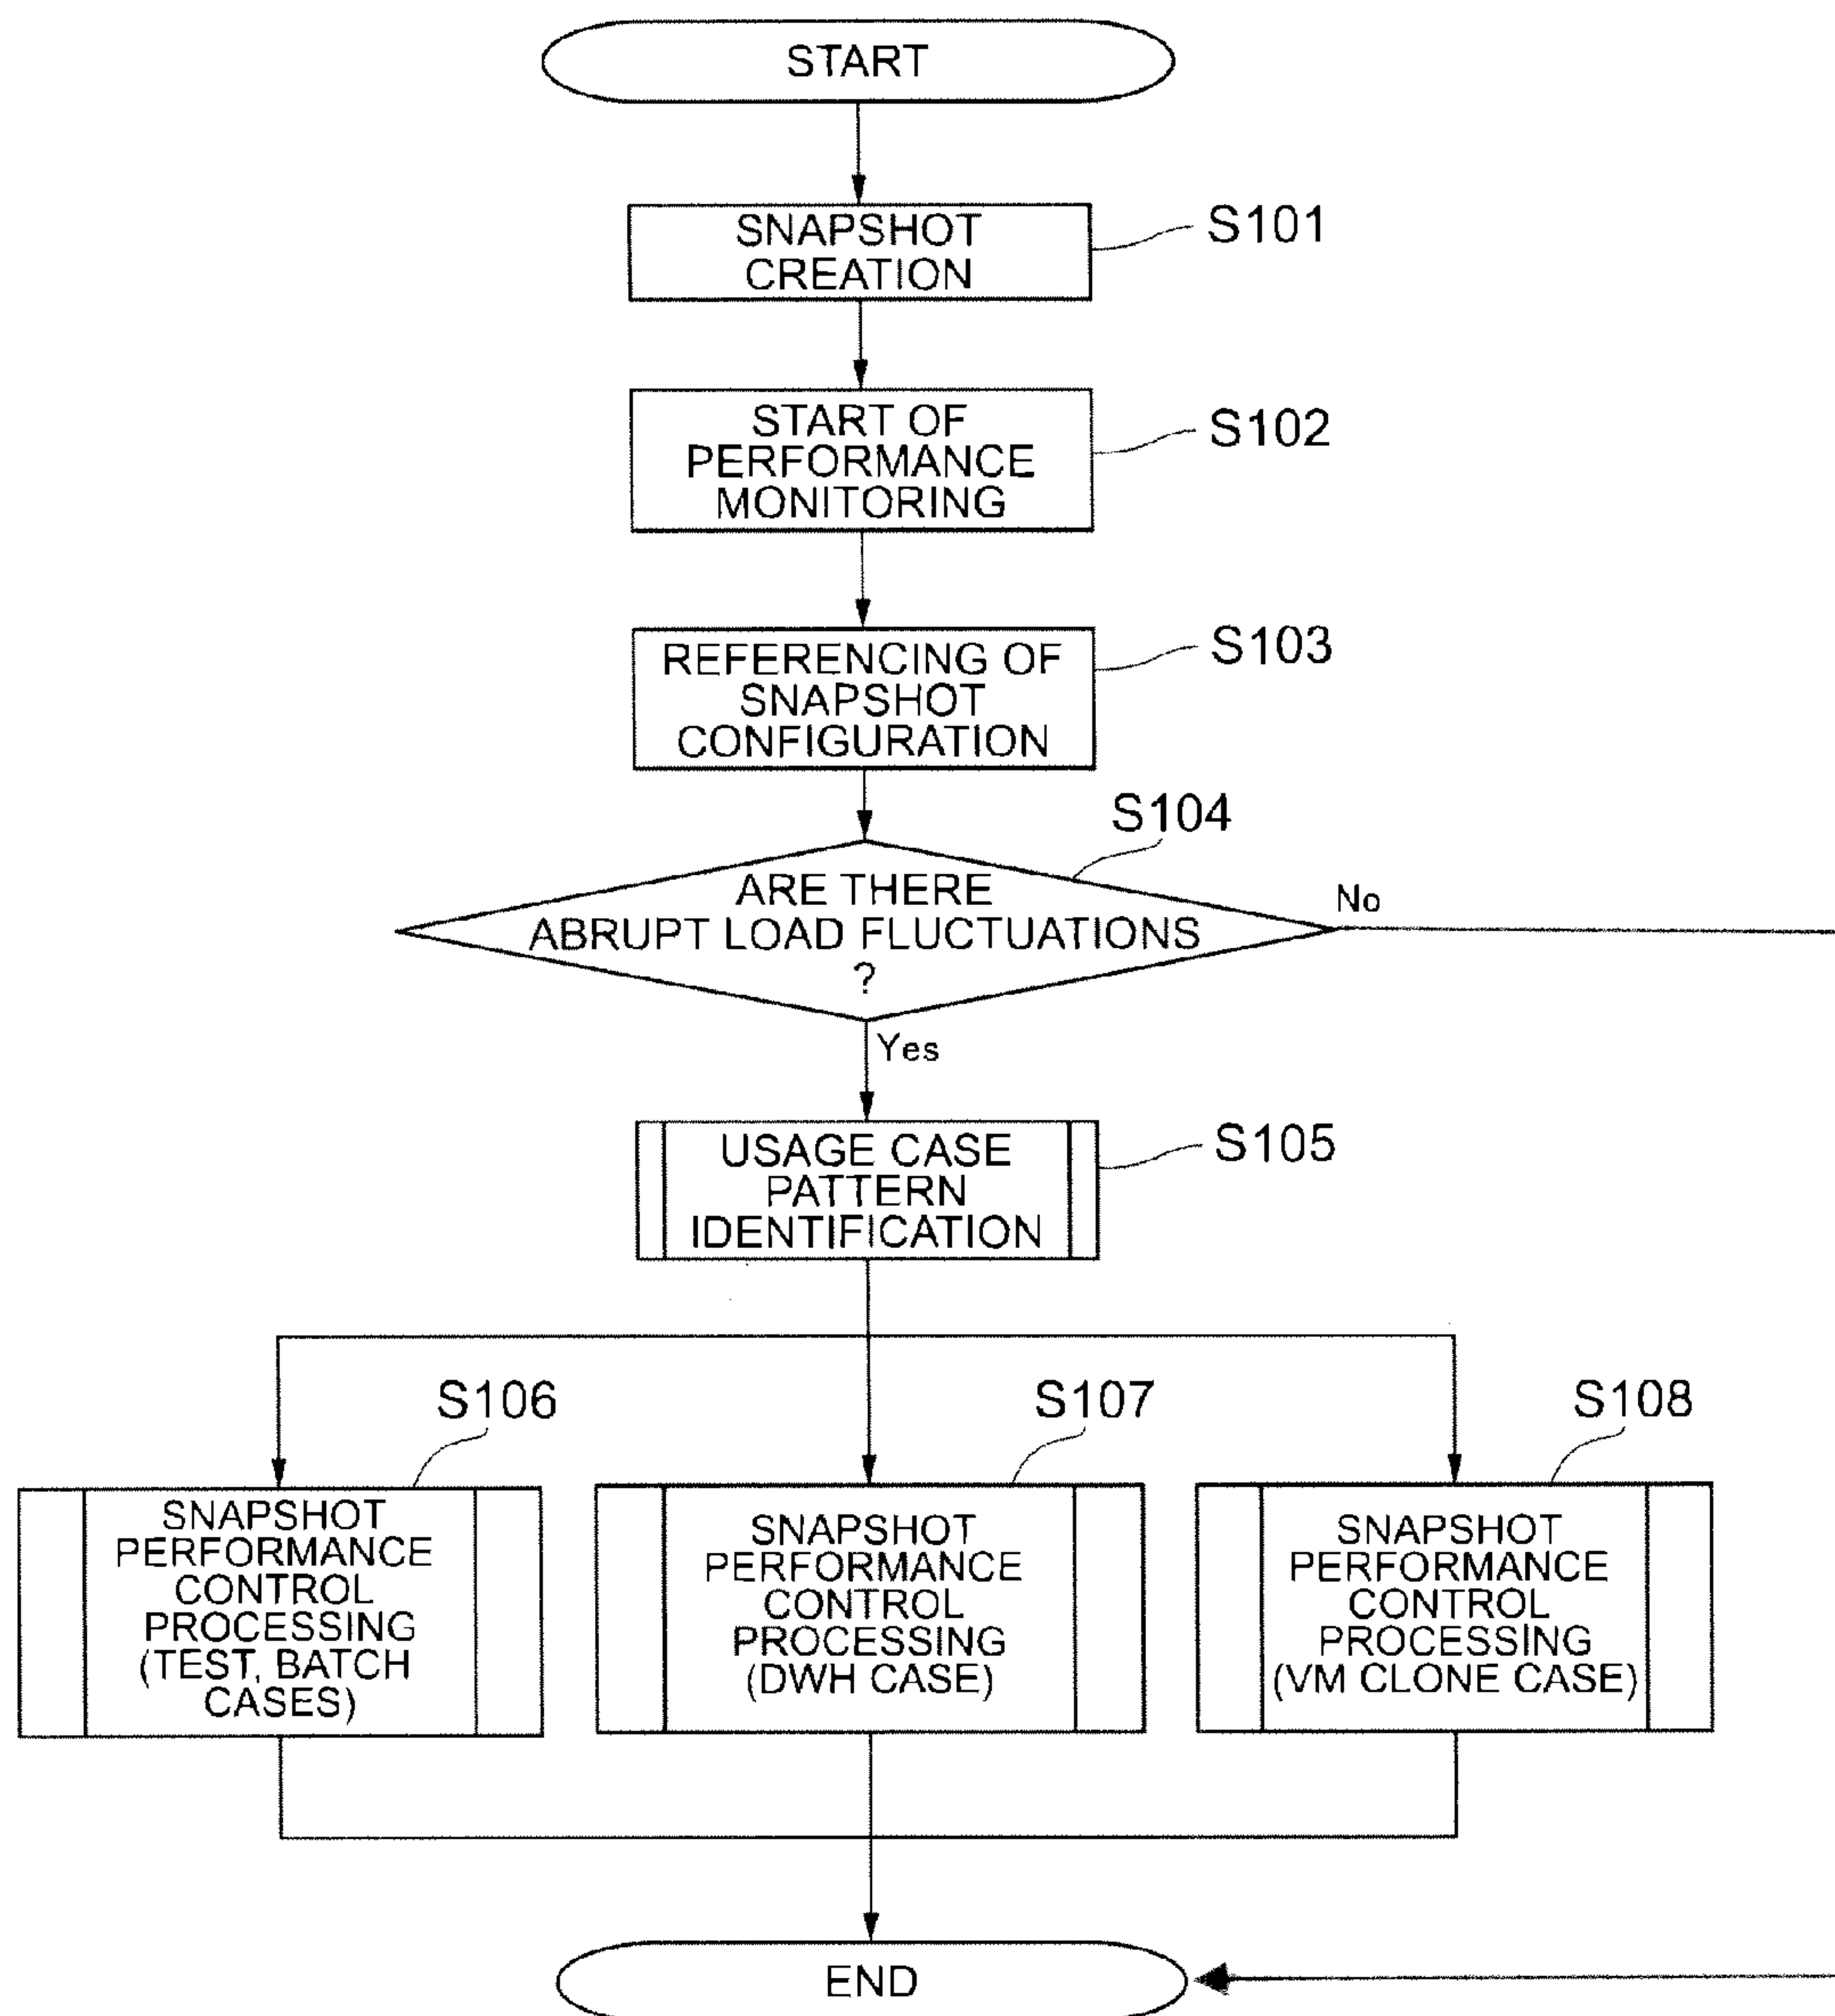 START
SNAPSHOT
CREATION
S101
START OF
PERFORMANCE
MONITORING
S102
REFERENCING OF
SNAPSHOT
CONFIGURATION
S103
S104
ARE THERE
ABRUPT LOAD FLUCTUATIONS
?
No
Yes
USAGE CASE
PATTERN
IDENTIFICATION
S105
S106
SNAPSHOT
PERFORMANCE
CONTROL
PROCESSING
(TEST, BATCH
CASES)
S107
SNAPSHOT
PERFORMANCE
CONTROL
PROCESSING
(DWH CASE)
S108
SNAPSHOT
PERFORMANCE
CONTROL
PROCESSING
(VM CLONE CASE)
END